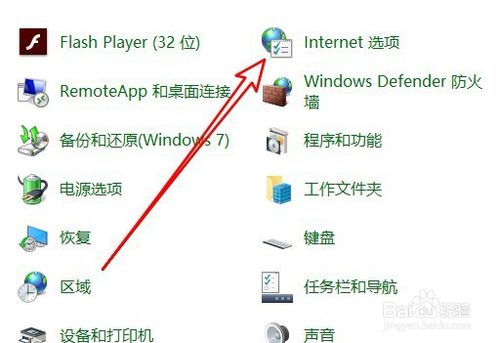 Flash Player (32 位)
Internet 选项
RemoteApp 和桌面连接
Windows Defender 防火
墙
备份和还原(Windows 7)
程序和功能
电源选项
工作文件夹
恢复
键盘
区域
任务栏和导航
设备和打印机
声音
Baidu 经验
jingyan.baidu.com